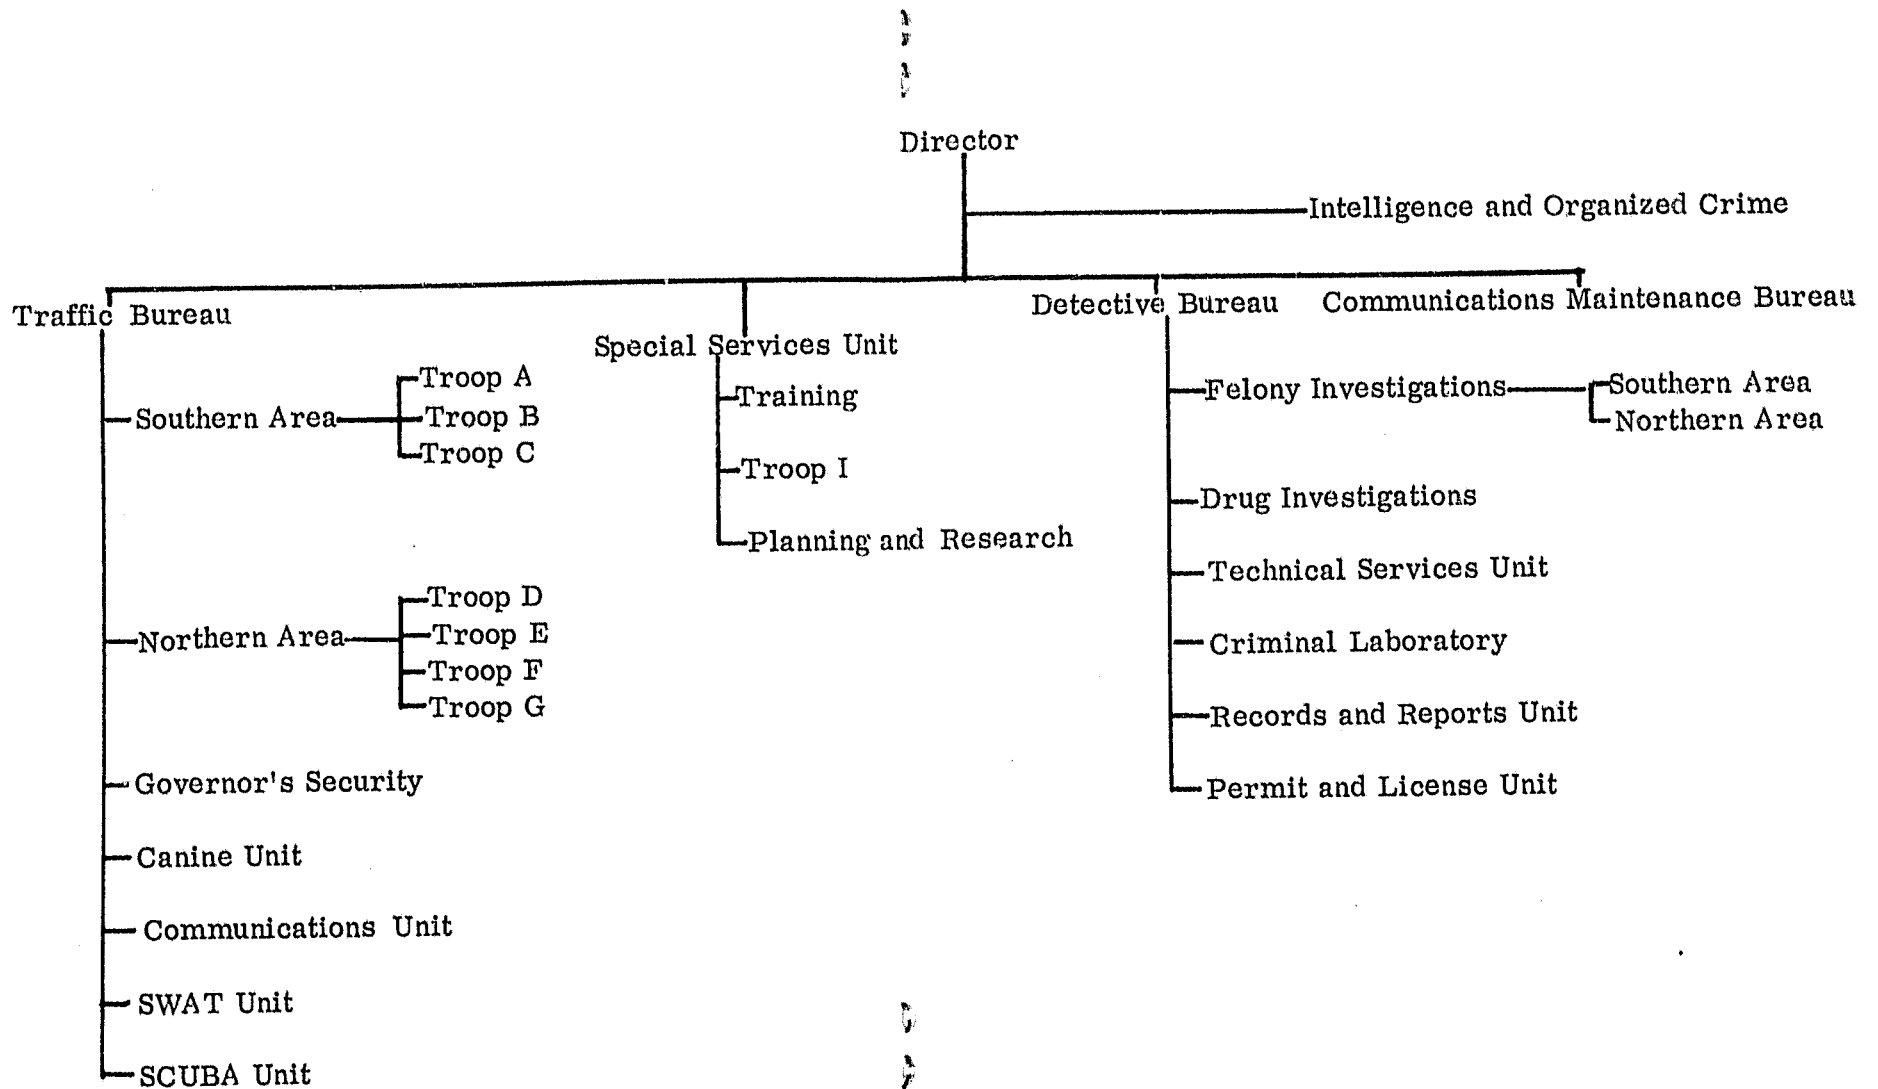 Director
Intelligence and Organized Crime
Traffic Bureau
Southern Area
Troop A
Troop B
Troop C
Northern Area
Troop D
Troop E
Troop F
Troop G
Governor's Security
Canine Unit
Communications Unit
SWAT Unit
SCUBA Unit
Special Services Unit
Training
Troop I
Planning and Research
Detective Bureau
Felony Investigations
Southern Area
Northern Area
Drug Investigations
Technical Services Unit
Criminal Laboratory
Records and Reports Unit
Permit and License Unit
Communications Maintenance Bureau